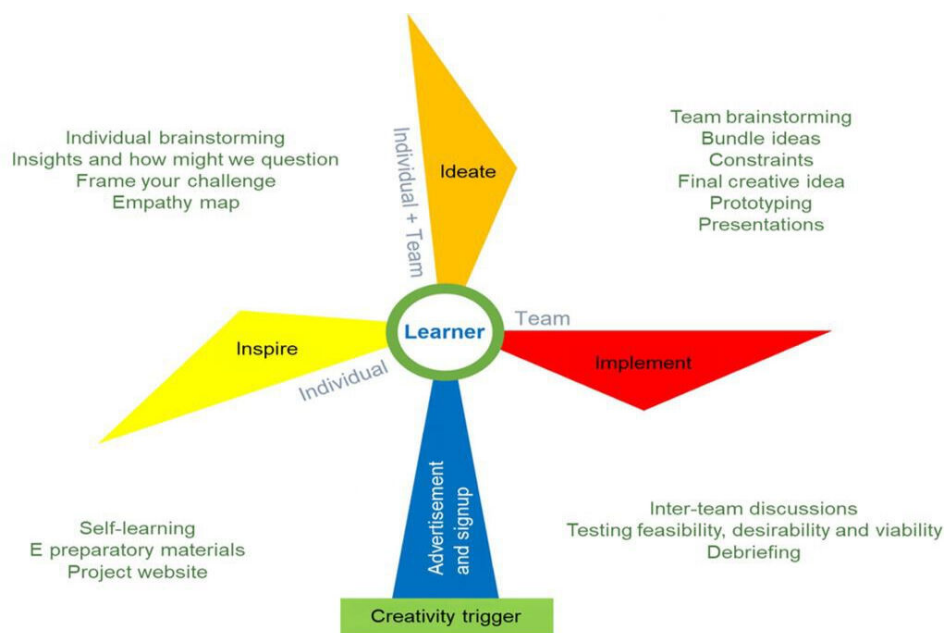 Individual brainstorming
Insights and how might we question
Frame your challenge
Empathy map
Individual + Team
Ideate
Team brainstorming
Bundle ideas
Constraints
Final creative idea
Prototyping
Presentations
Inspire
Individual
Learner
Team
Implement
Self-learning
E preparatory materials
Project website
Advertisement
and signup
Inter-team discussions
Testing feasibility, desirability and viability
Debriefing
Creativity trigger